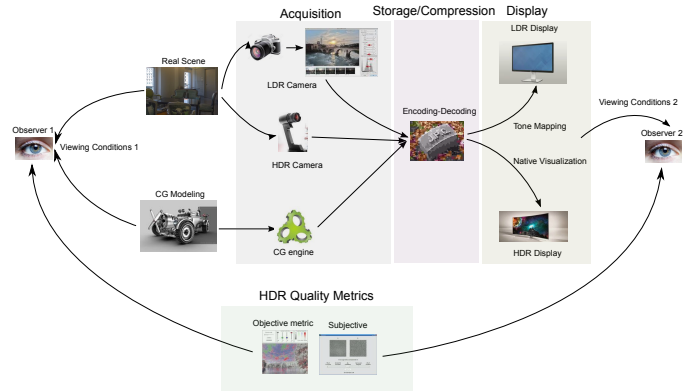 Acquisition
Storage/Compression
Display
LDR Display
Real Scene
LDR Camera
Viewing Conditions 2
Encoding-Decoding
Observer 1
Viewing Conditions 1
Tone Mapping
Observer 2
HDR Camera
Native Visualization
CG Modeling
CG engine
HDR Display
HDR Quality Metrics
Objective metric
Subjective